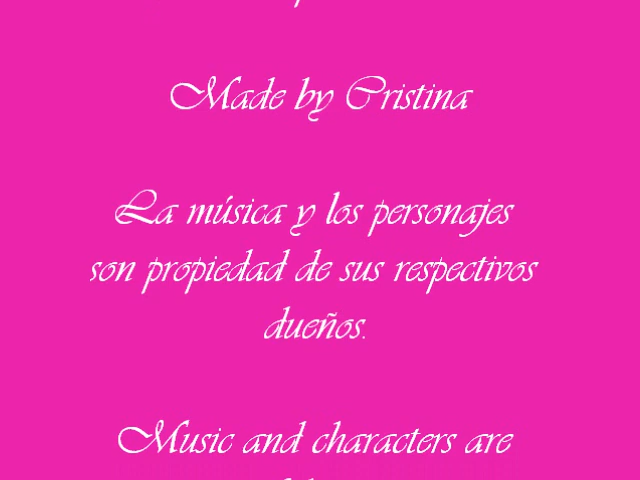 Made by Cristina
La música y los personajes
son propiedad de sus respectivos
dueños.
Music and characters are